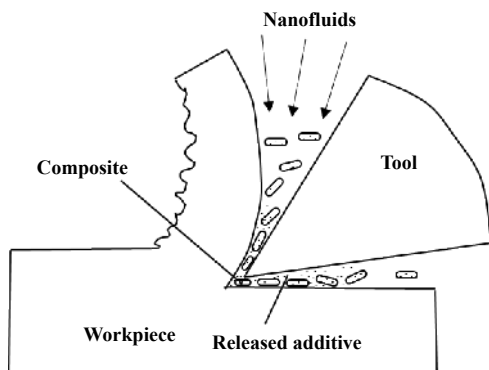 Nanofluids
Composite
Tool
Workpiece
Released additive